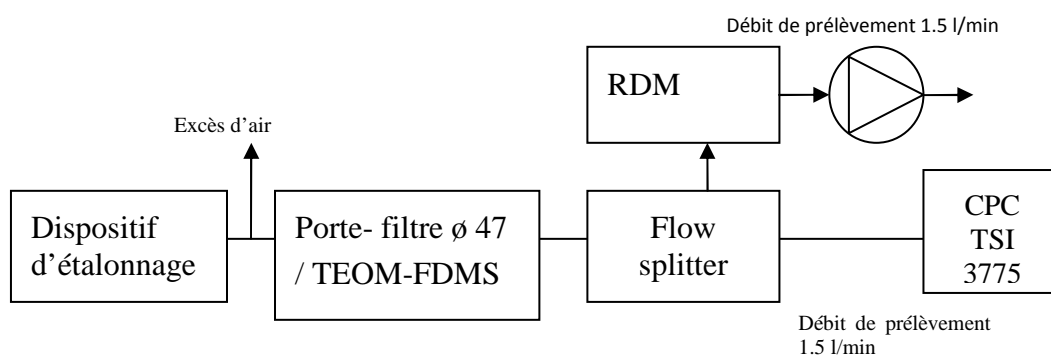 Débit de prélèvement 1.5 l/min
RDM
Excès d'air
Dispositif
d'étalonnage
Porte- filtre ø 47
/ TEOM-FDMS
Flow
splitter
CPC
TSI
3775
Débit de prélèvement
1.5 l/min